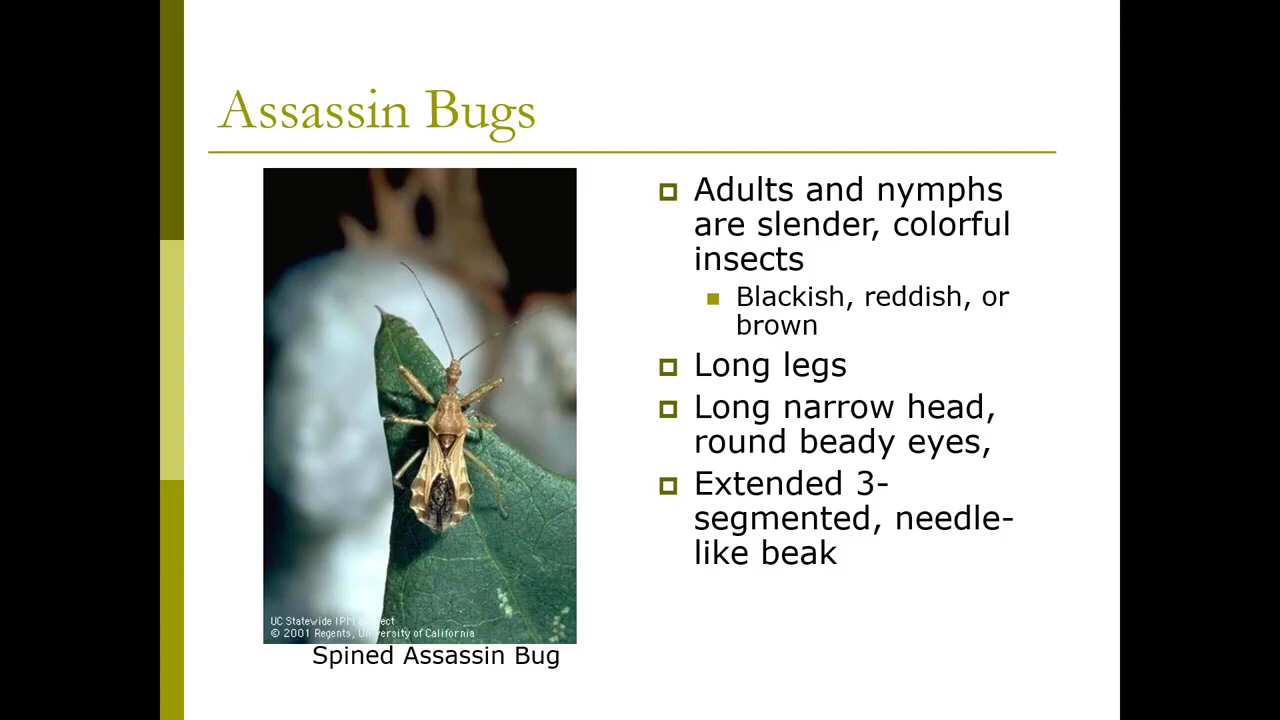 Assassin Bugs
Adults and nymphs
are slender, colorful
insects
Blackish, reddish, or
brown
Long legs
Long narrow head,
round beady eyes,
Extended 3-
segmented, needle-
like beak
UC Statewide IPM Project
© 2001 Regents, University of California
Spined Assassin Bug